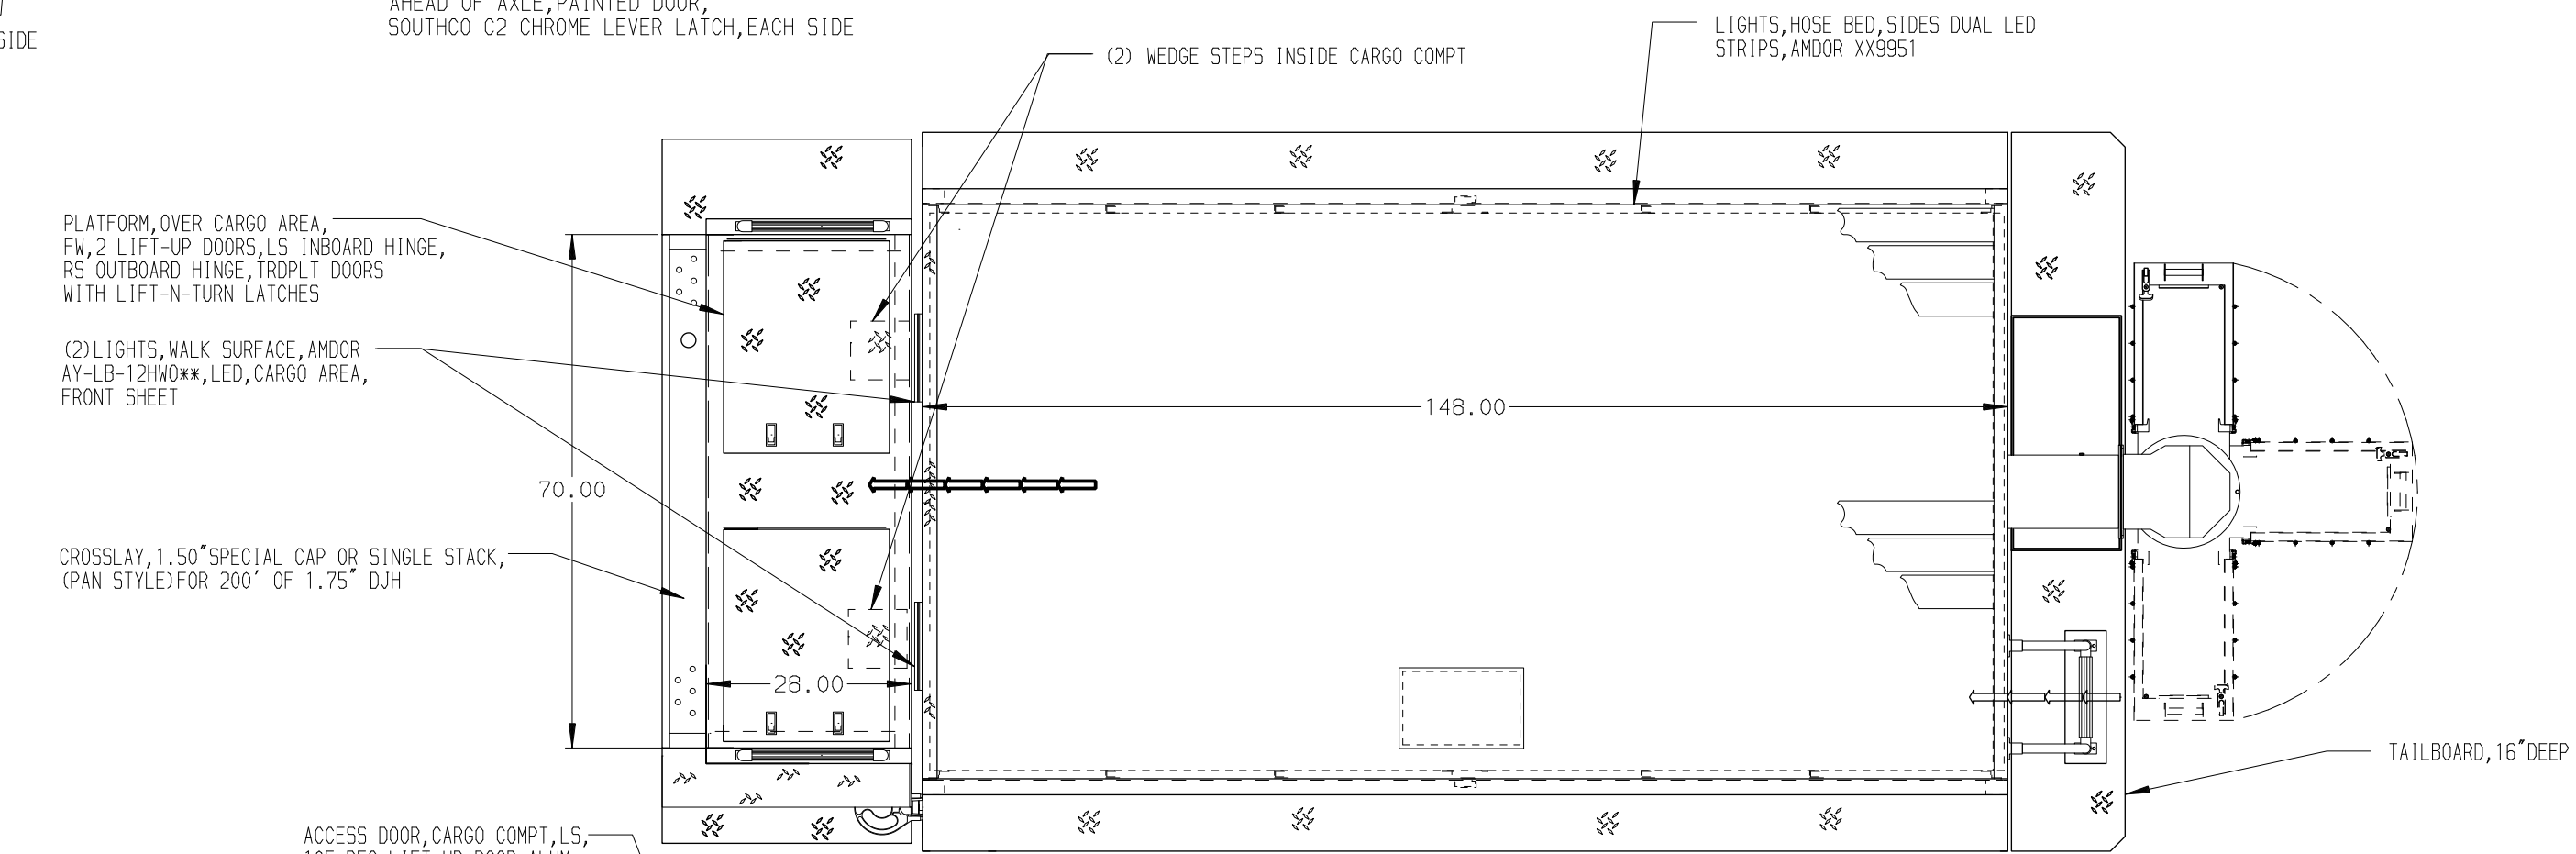 SIDE
AHEAD OF AXLE,PAINTED DOOR,
SOUTHCO C2 CHROME LEVER LATCH,EACH SIDE
(2) WEDGE STEPS INSIDE CARGO COMPT
LIGHTS,HOSE BED,SIDES DUAL LED
STRIPS,AMDOR XX9951
PLATFORM,OVER CARGO AREA,
FW,2 LIFT-UP DOORS,LS INBOARD HINGE,
RS OUTBOARD HINGE,TRDPLT DOORS
WITH LIFT-N-TURN LATCHES
(2)LIGHTS,WALK SURFACE,AMDOR
AY-LB-12HW0**,LED,CARGO AREA,
FRONT SHEET
148.00
70.00
CROSSLAY,1.50"SPECIAL CAP OR SINGLE STACK,
(PAN STYLE)FOR 200' OF 1.75" DJH
28.00
TAILBOARD,16"DEEP
ACCESS DOOR,CARGO COMPT,LS,